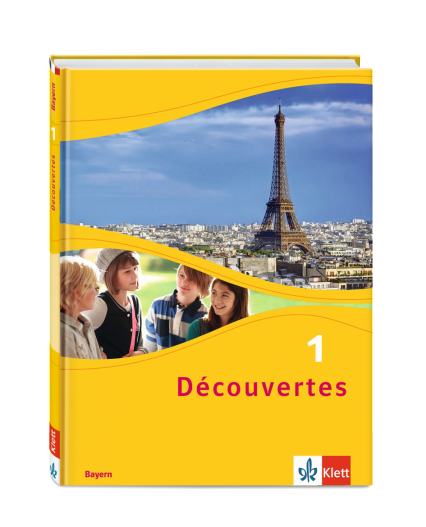 Bayern
1
Découvertes
Klett
1
Découvertes
Bayern
Klett